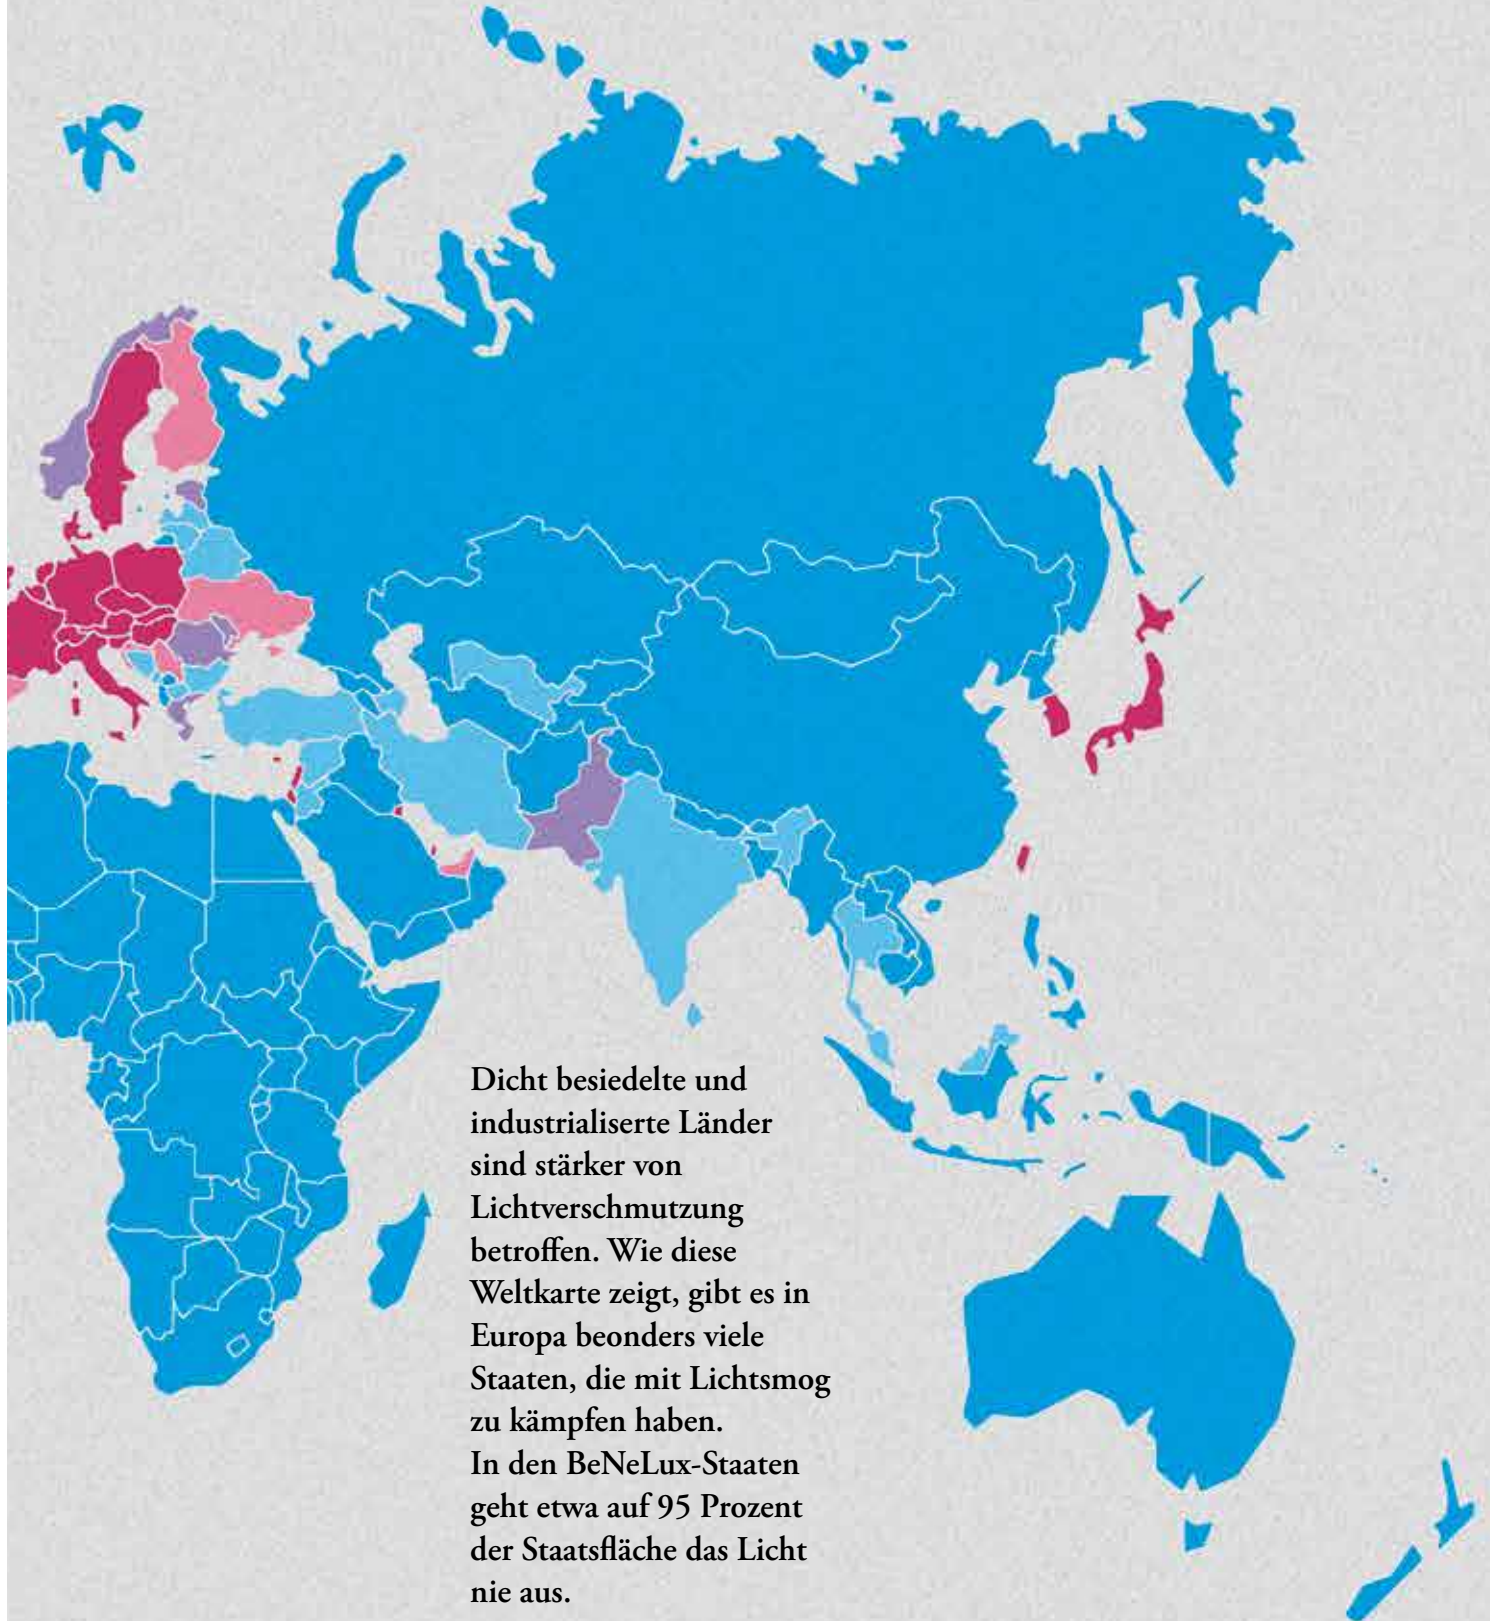 Dicht besiedelte und
industrialiserte Länder
sind stärker von
Lichtverschmutzung
betroffen. Wie diese
Weltkarte zeigt, gibt es in
Europa beonders viele
Staaten, die mit Lichtsmog
zu kämpfen haben.
In den BeNeLux-Staaten
geht etwa auf 95 Prozent
der Staatsfläche das Licht
nie aus.